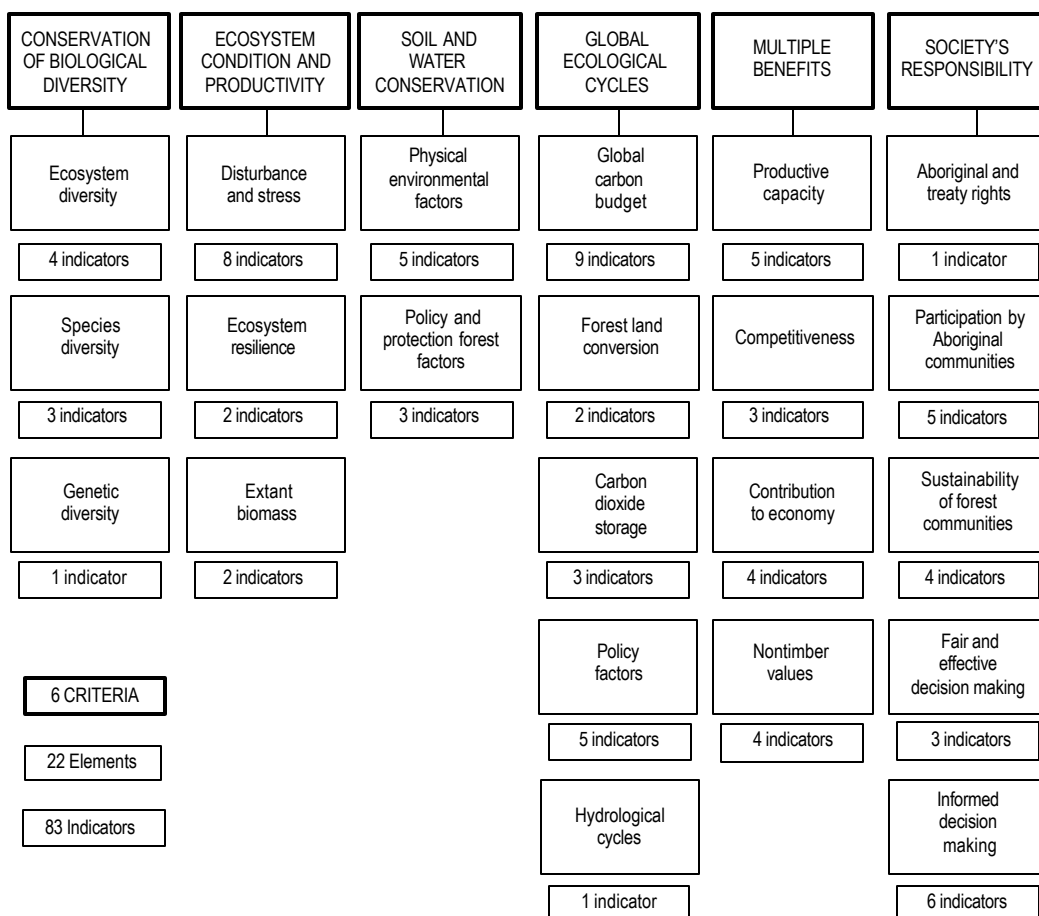 CONSERVATION
OF BIOLOGICAL
DIVERSITY
Ecosystem
diversity
4 indicators
Species
diversity
3 indicators
Genetic
diversity
1 indicator
6 CRITERIA
22 Elements
83 Indicators
ECOSYSTEM
CONDITION AND
PRODUCTIVITY
Disturbance
and stress
8 indicators
Ecosystem
resilience
2 indicators
Extant
biomass
2 indicators
SOIL AND
WATER
CONSERVATION
Physical
environmental
factors
5 indicators
Policy and
protection forest
factors
3 indicators
GLOBAL
ECOLOGICAL
CYCLES
Global
carbon
budget
9 indicators
Forest land
conversion
2 indicators
Carbon
dioxide
storage
3 indicators
Policy
factors
5 indicators
Hydrological
cycles
1 indicator
MULTIPLE
BENEFITS
Productive
capacity
5 indicators
Competitiveness
3 indicators
Contribution
to economy
4 indicators
Nontimber
values
4 indicators
SOCIETY'S
RESPONSIBILITY
Aboriginal and
treaty rights
1 indicator
Participation by
Aboriginal
communities
5 indicators
Sustainability
of forest
communities
4 indicators
Fair and
effective
decision making
3 indicators
Informed
decision
making
6 indicators